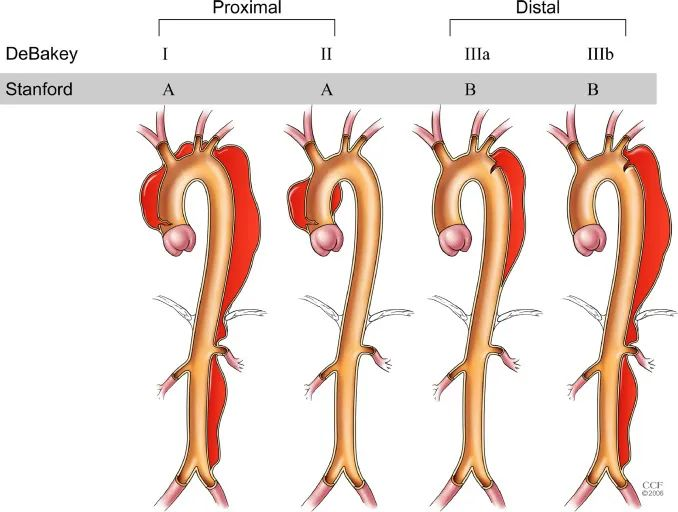 Proximal Distal
DeBakey I II IIIa IIIb
Stanford A A B B
CCF
©2006